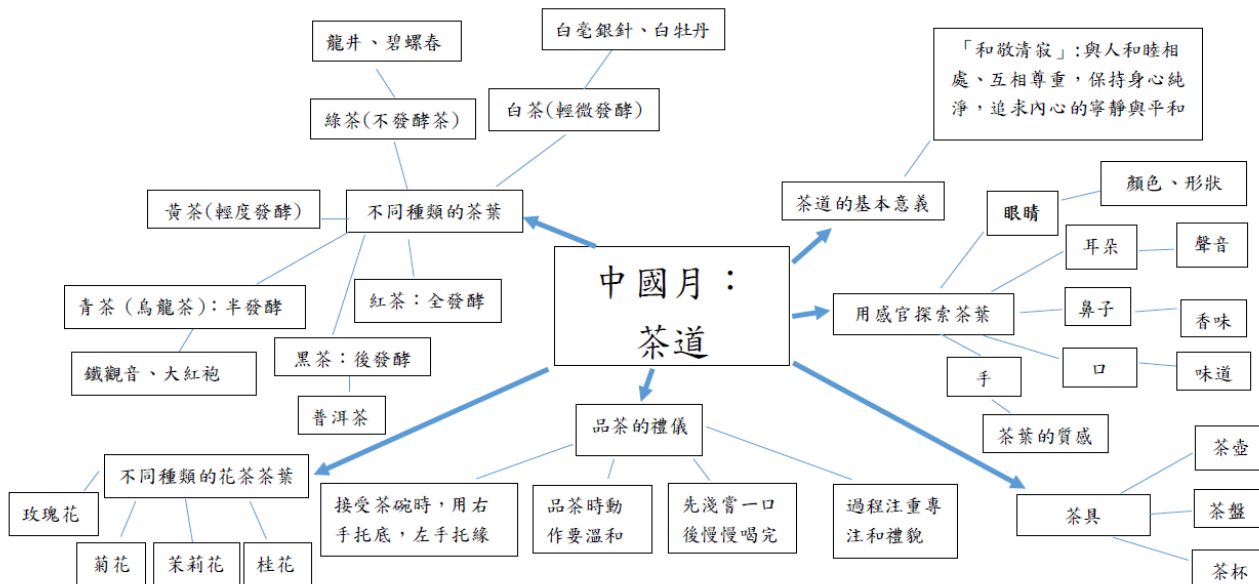 中國月：
茶道
不同種類的茶葉
綠茶(不發酵茶)
龍井、碧螺春
白茶(輕微發酵)
白毫銀針、白牡丹
黃茶(輕度發酵)
青茶 (烏龍茶)：半發酵
鐵觀音、大紅袍
黑茶：後發酵
普洱茶
紅茶：全發酵
茶道的基本意義
「和敬清寂」:與人和睦相
處、互相尊重，保持身心純
淨，追求內心的寧靜與平和
用感官探索茶葉
眼睛
顏色、形狀
耳朵
聲音
鼻子
香味
口
味道
手
茶葉的質感
茶具
茶壺
茶盤
茶杯
品茶的禮儀
接受茶碗時，用右
手托底，左手托緣
品茶時動
作要溫和
先淺嘗一口
後慢慢喝完
過程注重專
注和禮貌
不同種類的花茶茶葉
玫瑰花
菊花
茉莉花
桂花